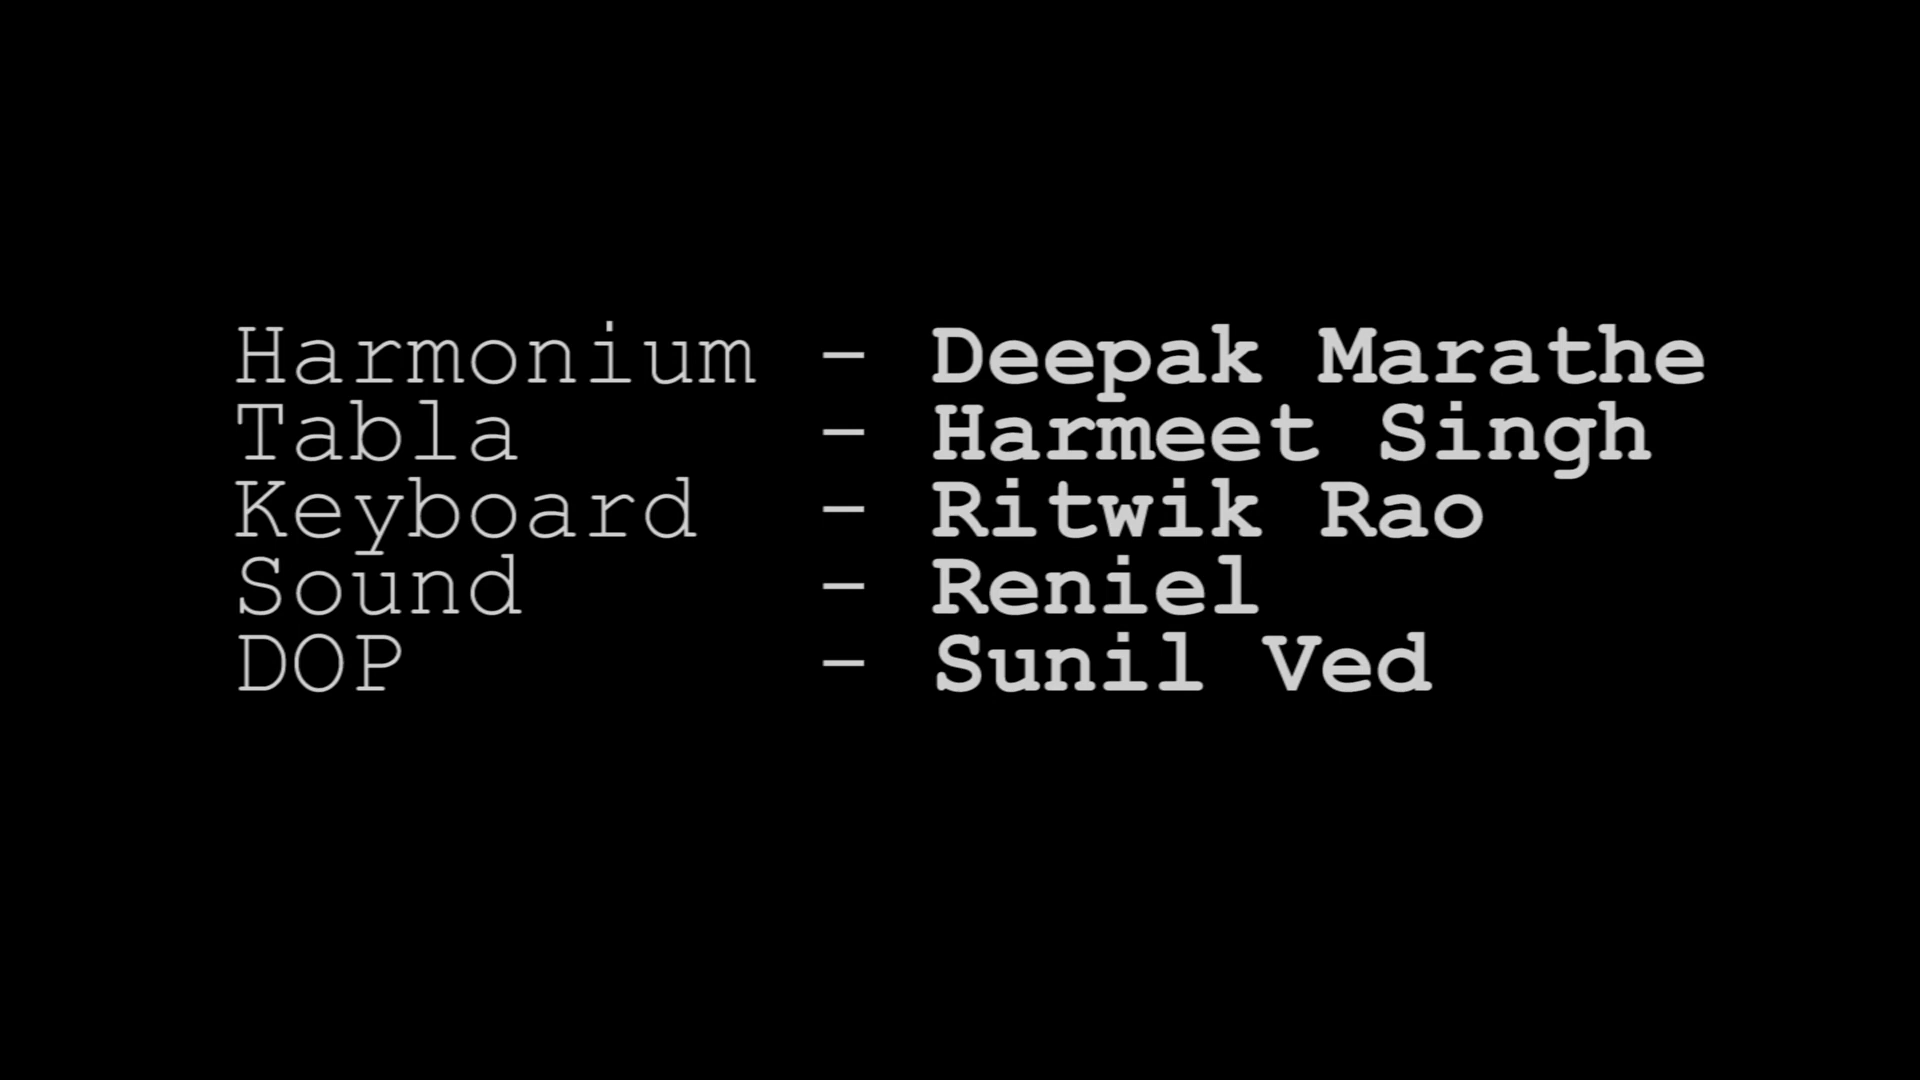 Harmonium - Deepak Marathe
Tabla - Harmeet Singh
Keyboard - Ritwik Rao
Sound - Reniel
DOP - Sunil Ved